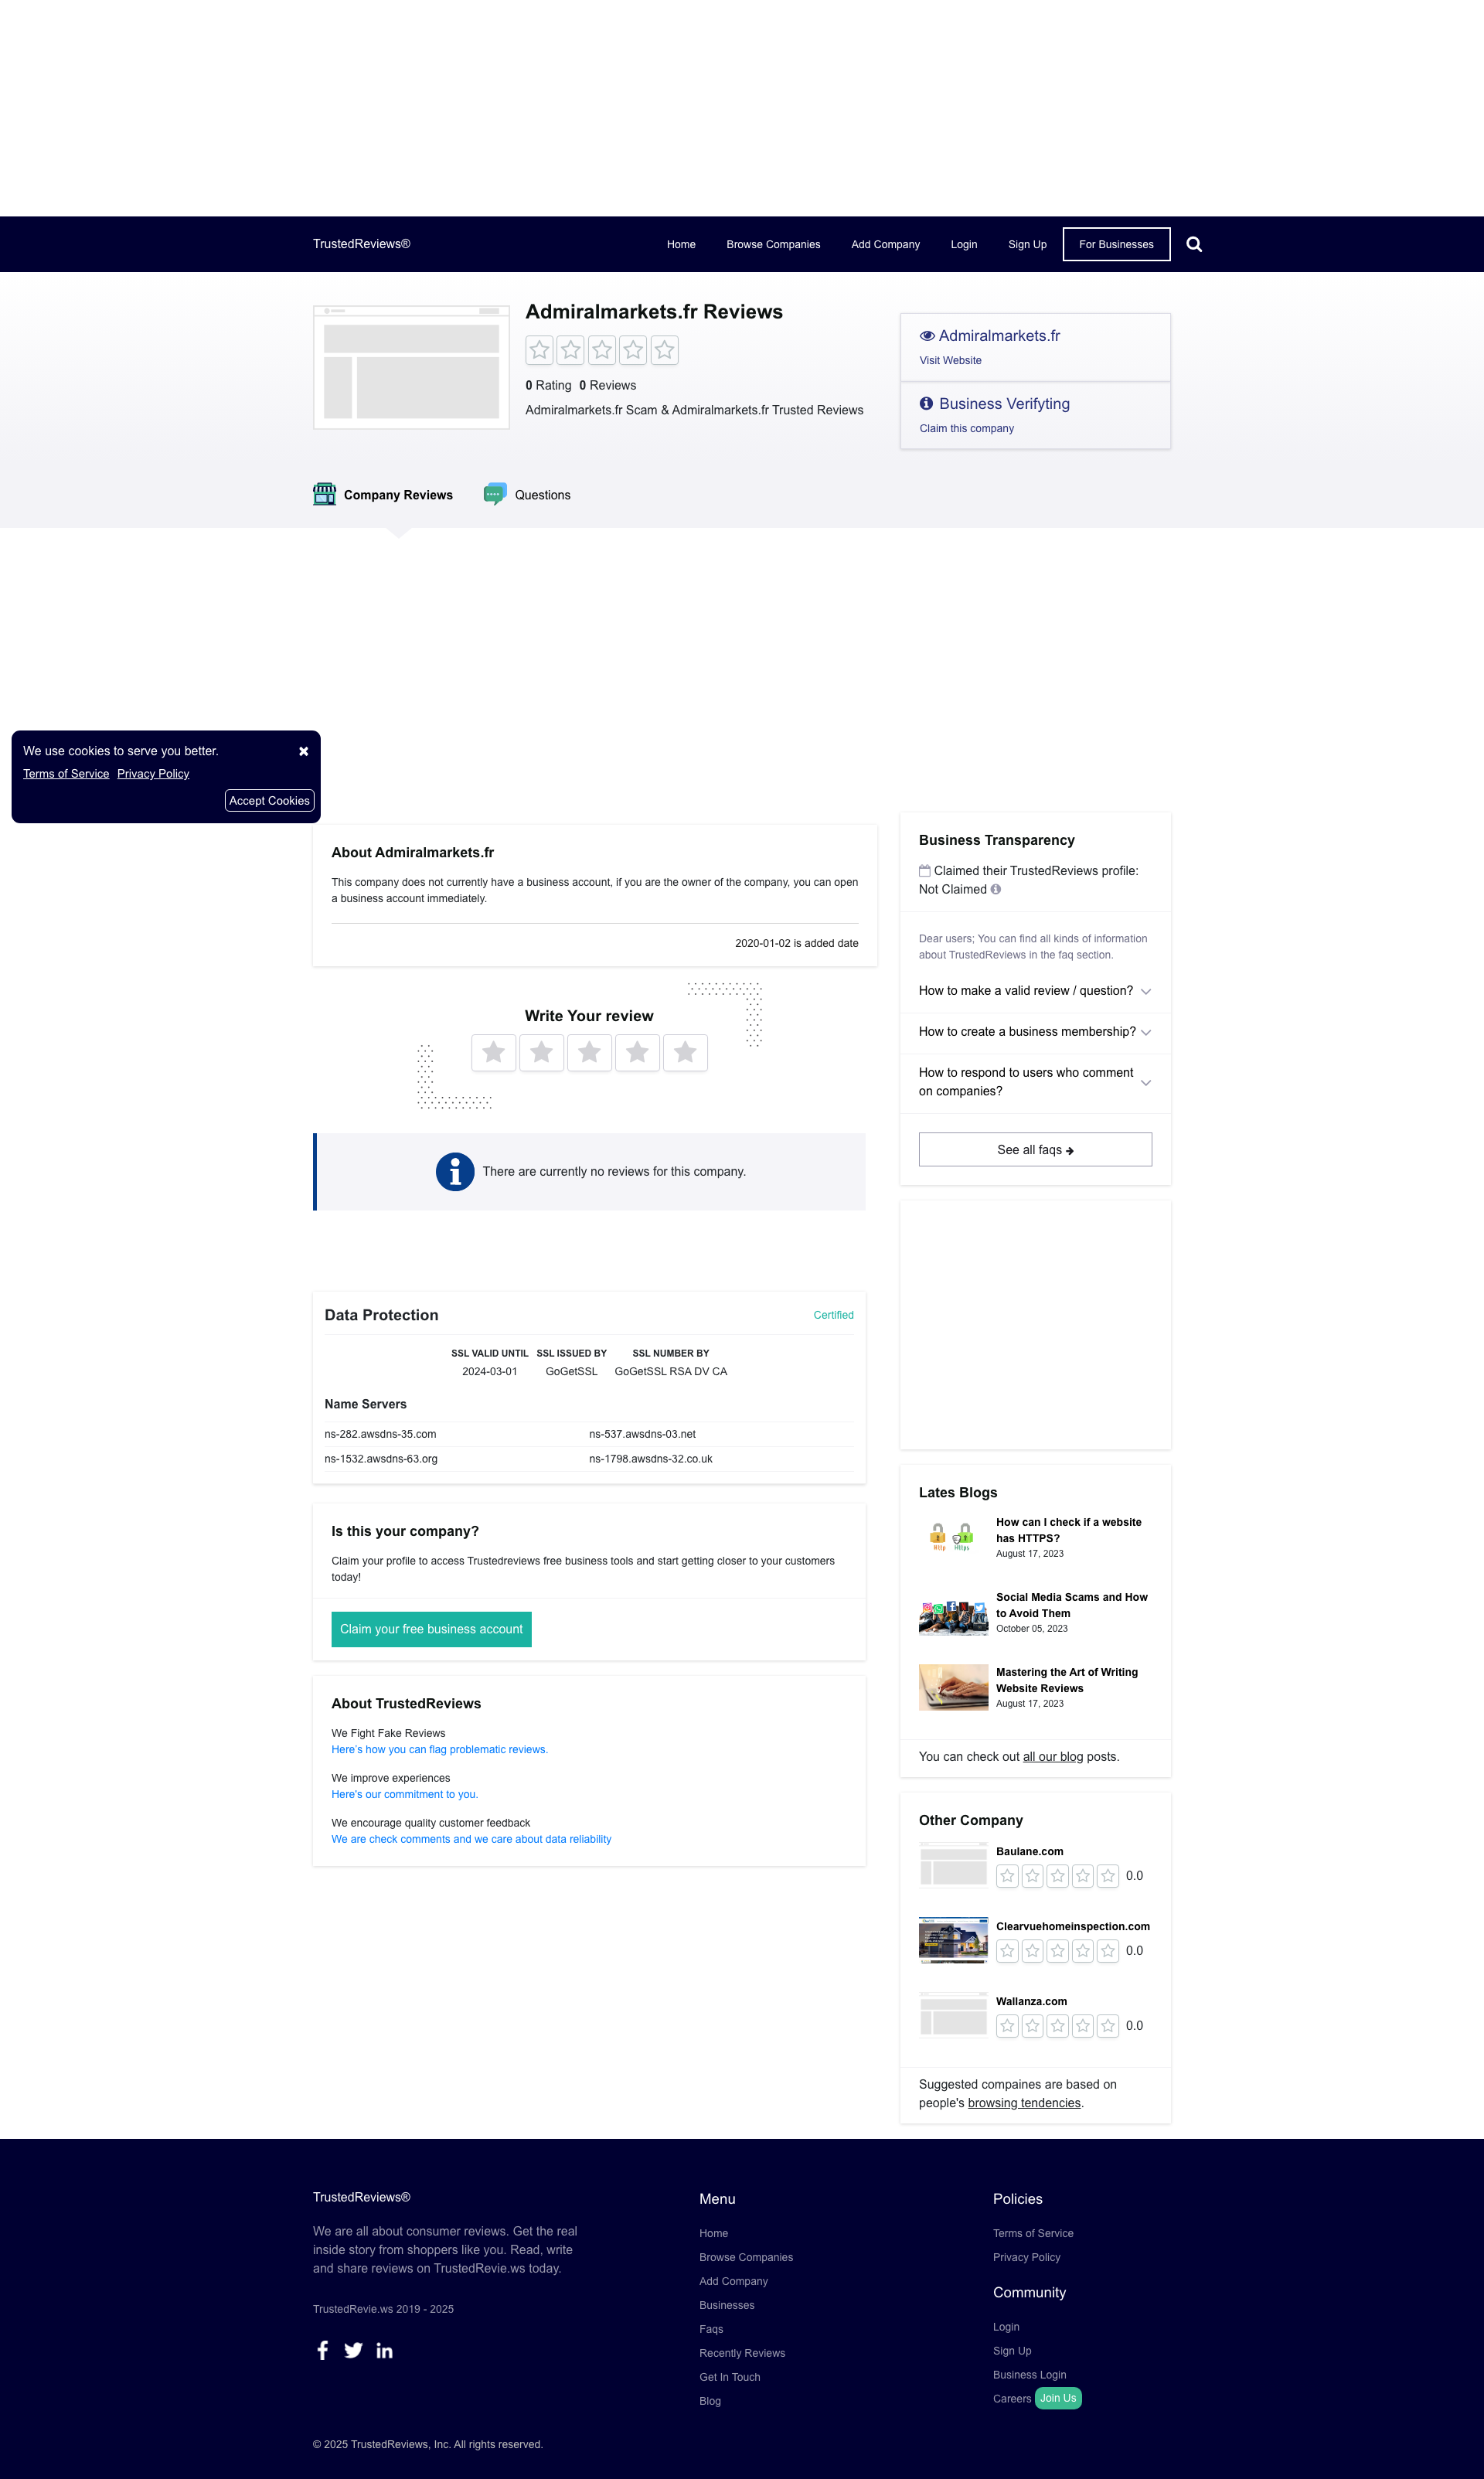 TrustedReviews®
Home
Browse Companies
Add Company
Login
Sign Up
For Businesses
Admiralmarkets.fr Reviews
0 Rating 0 Reviews
Admiralmarkets.fr Scam & Admiralmarkets.fr Trusted Reviews
Admiralmarkets.fr
Visit Website
Business Verifyting
Claim this company
Company Reviews
Questions
We use cookies to serve you better.
Terms of Service Privacy Policy
Accept Cookies
About Admiralmarkets.fr
This company does not currently have a business account, if you are the owner of the company, you can open
a business account immediately.
2020-01-02 is added date
Write Your review
There are currently no reviews for this company.
Data Protection
Certified
SSL VALID UNTIL SSL ISSUED BY SSL NUMBER BY
2024-03-01 GoGetSSL GoGetSSL RSA DV CA
Name Servers
ns-282.awsdns-35.com ns-537.awsdns-03.net
ns-1532.awsdns-63.org ns-1798.awsdns-32.co.uk
Is this your company?
Claim your profile to access Trustedreviews free business tools and start getting closer to your customers
today!
Claim your free business account
About TrustedReviews
We Fight Fake Reviews
Here's how you can flag problematic reviews.
We improve experiences
Here's our commitment to you.
We encourage quality customer feedback
We are check comments and we care about data reliability
Business Transparency
Claimed their TrustedReviews profile:
Not Claimed
Dear users; You can find all kinds of information
about TrustedReviews in the faq section.
How to make a valid review / question?
How to create a business membership?
How to respond to users who comment
on companies?
See all faqs
Lates Blogs
Http Https
How can I check if a website
has HTTPS?
August 17, 2023
Social Media Scams and How
to Avoid Them
October 05, 2023
Mastering the Art of Writing
Website Reviews
August 17, 2023
You can check out all our blog posts.
Other Company
Baulane.com
0.0
Clearvuehomeinspection.com
0.0
Wallanza.com
0.0
Suggested compaines are based on
people's browsing tendencies.
TrustedReviews®
We are all about consumer reviews. Get the real
inside story from shoppers like you. Read, write
and share reviews on TrustedRevie.ws today.
TrustedRevie.ws 2019 - 2025
Menu
Home
Browse Companies
Add Company
Businesses
Faqs
Recently Reviews
Get In Touch
Blog
Policies
Terms of Service
Privacy Policy
Community
Login
Sign Up
Business Login
Careers Join Us
© 2025 TrustedReviews, Inc. All rights reserved.